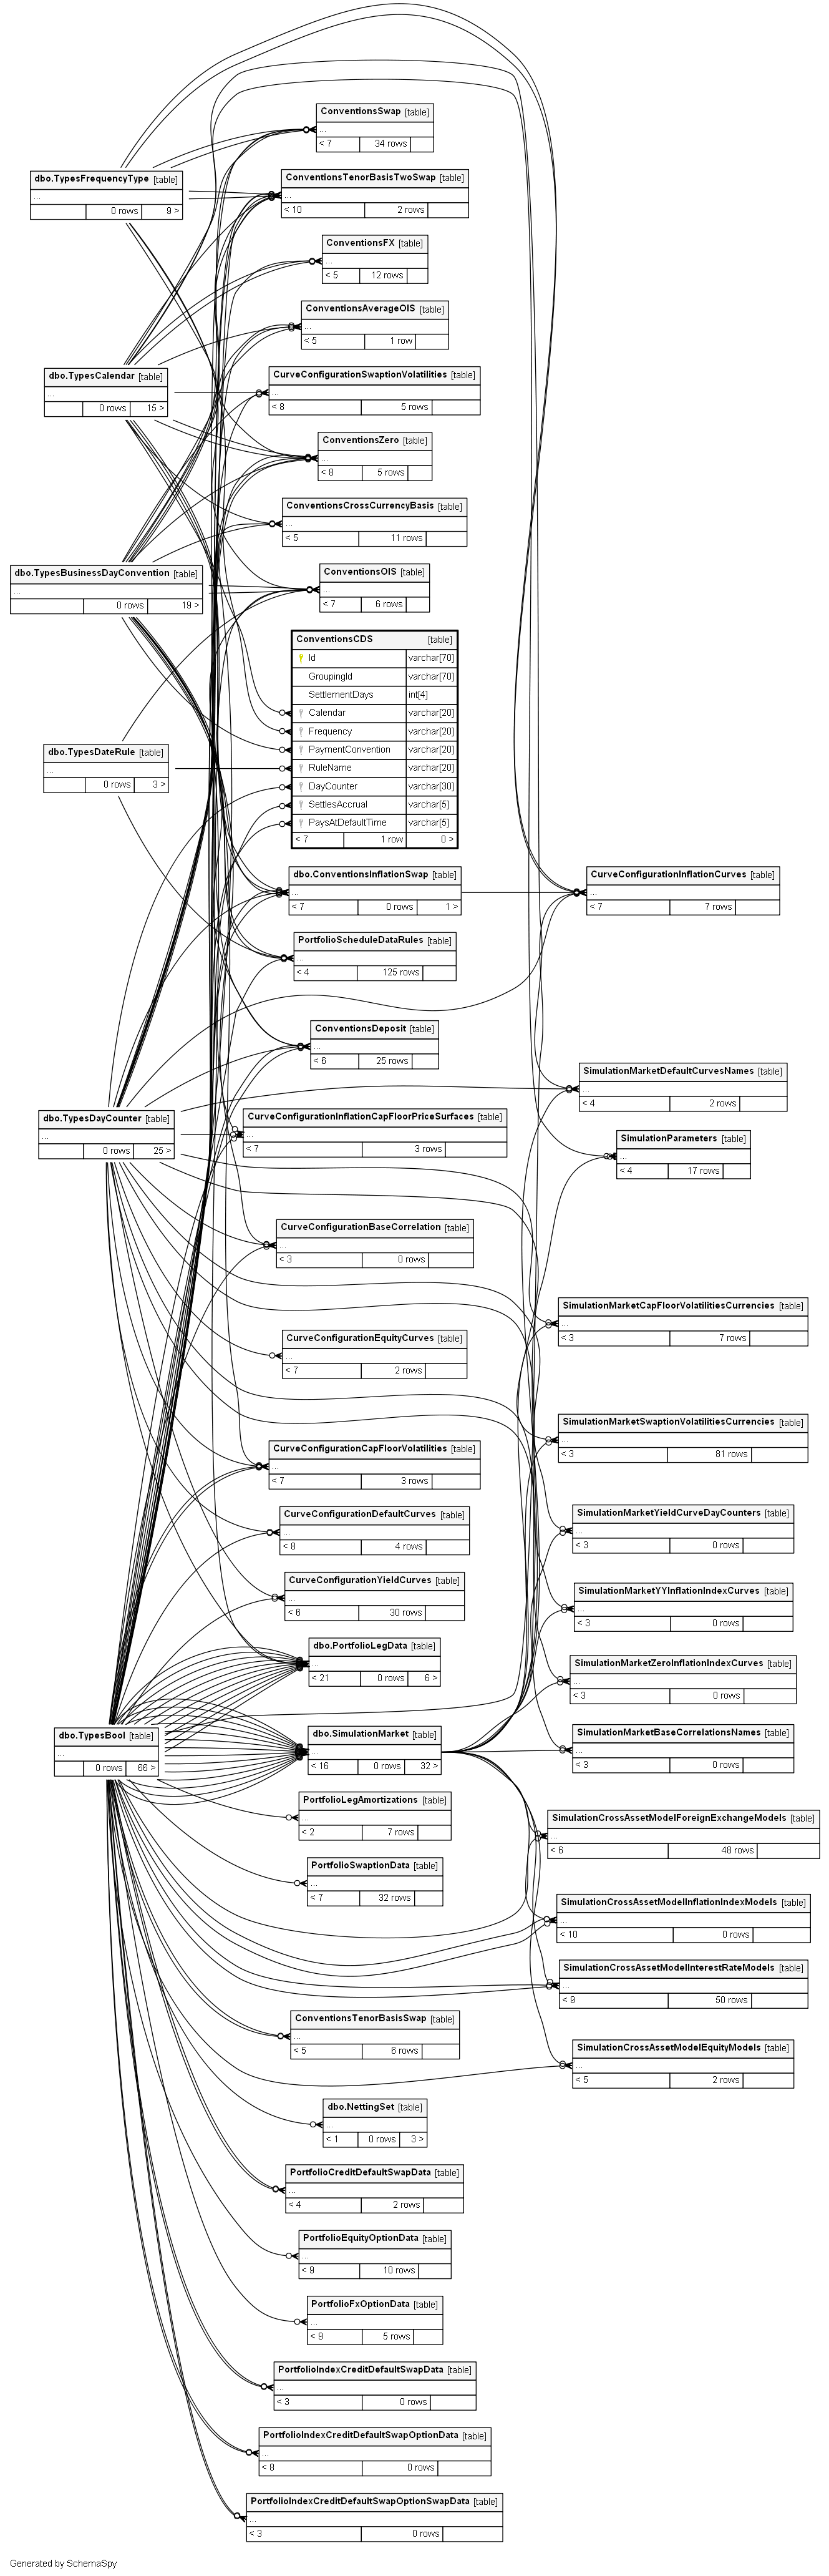 ConventionsSwap [table]
...
< 7 34 rows
dbo.TypesFrequencyType [table]
...
0 rows 9 >
ConventionsTenorBasisTwoSwap [table]
...
< 10 2 rows
ConventionsFX [table]
...
< 5 12 rows
ConventionsAverageOIS [table]
...
< 5 1 row
dbo.TypesCalendar [table]
...
0 rows 15 >
CurveConfigurationSwaptionVolatilities [table]
...
< 8 5 rows
ConventionsZero [table]
...
< 8 5 rows
ConventionsCrossCurrencyBasis [table]
...
< 5 11 rows
dbo.TypesBusinessDayConvention [table]
...
0 rows 19 >
ConventionsOIS [table]
...
< 7 6 rows
ConventionsCDS [table]
Id varchar[70]
GroupingId varchar[70]
SettlementDays int[4]
Calendar varchar[20]
Frequency varchar[20]
PaymentConvention varchar[20]
RuleName varchar[20]
DayCounter varchar[30]
SettlesAccrual varchar[5]
PaysAtDefaultTime varchar[5]
< 7 1 row 0 >
dbo.TypesDateRule [table]
...
0 rows 3 >
dbo.ConventionsInflationSwap [table]
...
< 7 0 rows 1 >
CurveConfigurationInflationCurves [table]
...
< 7 7 rows
PortfolioScheduleDataRules [table]
...
< 4 125 rows
ConventionsDeposit [table]
...
< 6 25 rows
SimulationMarketDefaultCurvesNames [table]
...
< 4 2 rows
dbo.TypesDayCounter [table]
...
0 rows 25 >
CurveConfigurationInflationCapFloorPriceSurfaces [table]
...
< 7 3 rows
SimulationParameters [table]
...
< 4 17 rows
CurveConfigurationBaseCorrelation [table]
...
< 3 0 rows
SimulationMarketCapFloorVolatilitiesCurrencies [table]
...
< 3 7 rows
CurveConfigurationEquityCurves [table]
...
< 7 2 rows
SimulationMarketSwaptionVolatilitiesCurrencies [table]
...
< 3 81 rows
CurveConfigurationCapFloorVolatilities [table]
...
< 7 3 rows
CurveConfigurationDefaultCurves [table]
...
< 8 4 rows
SimulationMarketYieldCurveDayCounters [table]
...
< 3 0 rows
CurveConfigurationYieldCurves [table]
...
< 6 30 rows
SimulationMarketYYInflationIndexCurves [table]
...
< 3 0 rows
dbo.PortfolioLegData [table]
...
< 21 0 rows 6 >
SimulationMarketZeroInflationIndexCurves [table]
...
< 3 0 rows
dbo.TypesBool [table]
...
0 rows 66 >
dbo.SimulationMarket [table]
...
< 16 0 rows 32 >
SimulationMarketBaseCorrelationsNames [table]
...
< 3 0 rows
PortfolioLegAmortizations [table]
...
< 2 7 rows
SimulationCrossAssetModelForeignExchangeModels [table]
...
< 6 48 rows
PortfolioSwaptionData [table]
...
< 7 32 rows
SimulationCrossAssetModelInflationIndexModels [table]
...
< 10 0 rows
SimulationCrossAssetModelInterestRateModels [table]
...
< 9 50 rows
ConventionsTenorBasisSwap [table]
...
< 5 6 rows
SimulationCrossAssetModelEquityModels [table]
...
< 5 2 rows
dbo.NettingSet [table]
...
< 1 0 rows 3 >
PortfolioCreditDefaultSwapData [table]
...
< 4 2 rows
PortfolioEquityOptionData [table]
...
< 9 10 rows
PortfolioFxOptionData [table]
...
< 9 5 rows
PortfolioIndexCreditDefaultSwapData [table]
...
< 3 0 rows
PortfolioIndexCreditDefaultSwapOptionData [table]
...
< 8 0 rows
PortfolioIndexCreditDefaultSwapOptionSwapData [table]
...
< 3 0 rows
Generated by SchemaSpy